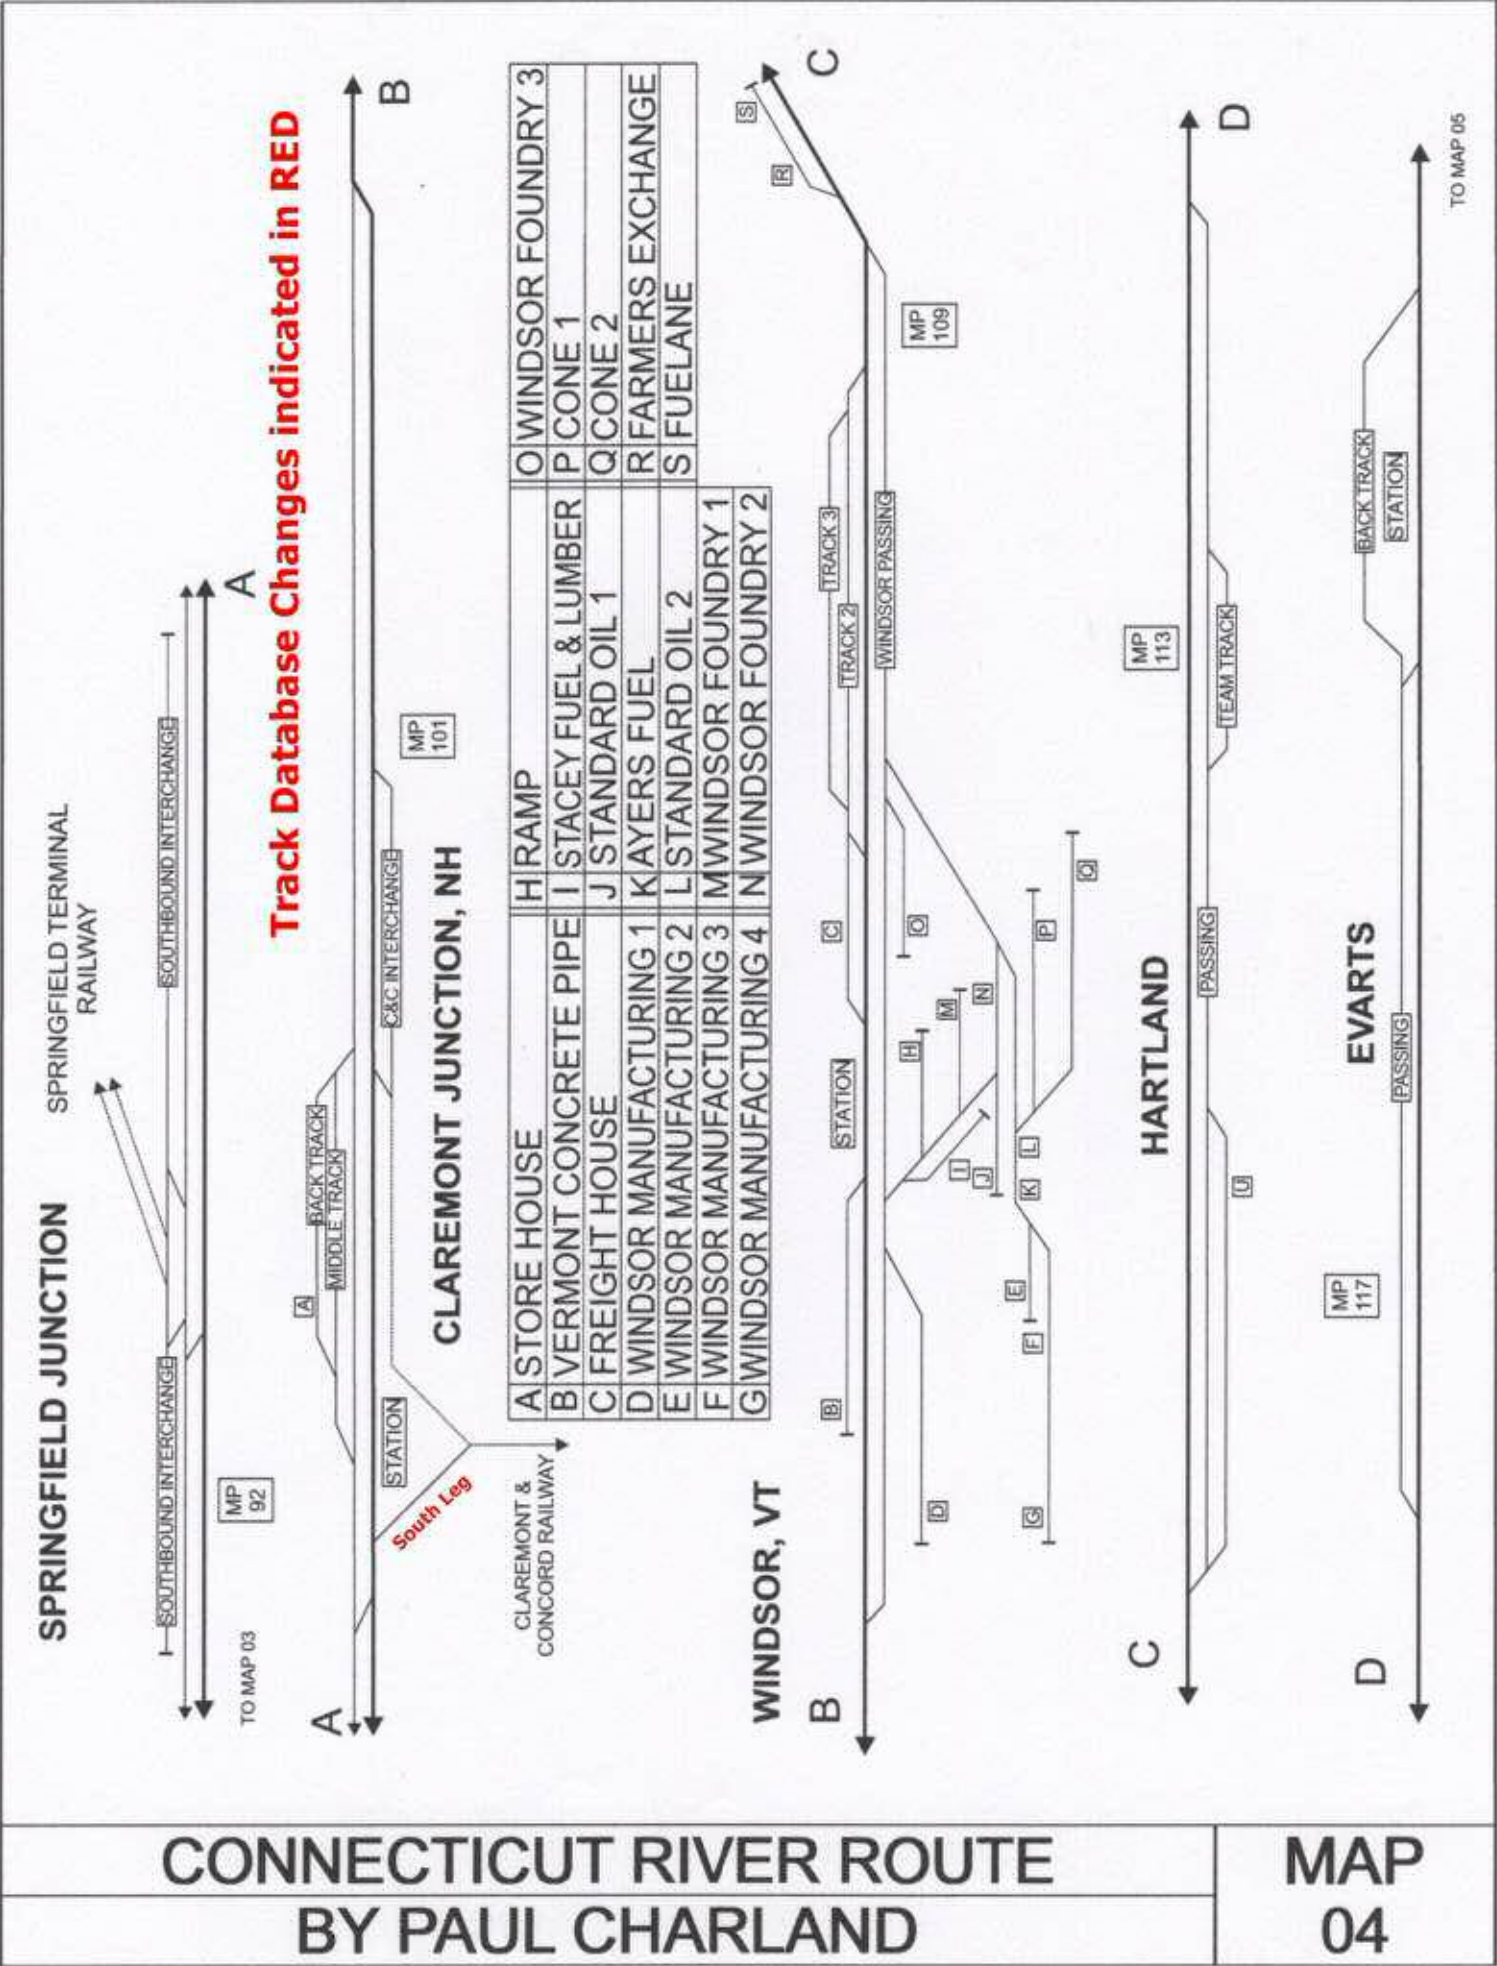 SPRINGFIELD JUNCTION
SPRINGFIELD TERMINAL
RAILWAY
SOUTHBOUND INTERCHANGE
SOUTHBOUND INTERCHANGE
MP
92
TO MAP 03
A
Track Database Changes indicated in RED
A
B
A
BACK TRACK
MIDDLE TRACK
C&C INTERCHANGE
STATION
MP
101
South Leg
CLAREMONT JUNCTION, NH
CLAREMONT &
CONCORD RAILWAY
A STORE HOUSE
B VERMONT CONCRETE PIPE
C FREIGHT HOUSE
D WINDSOR MANUFACTURING 1
E WINDSOR MANUFACTURING 2
F WINDSOR MANUFACTURING 3
G WINDSOR MANUFACTURING 4
H RAMP
I STACEY FUEL & LUMBER
J STANDARD OIL 1
K AYERS FUEL
L STANDARD OIL 2
M WINDSOR FOUNDRY 1
N WINDSOR FOUNDRY 2
O WINDSOR FOUNDRY 3
P CONE 1
Q CONE 2
R FARMERS EXCHANGE
S FUELANE
WINDSOR, VT
B
C
S
R
B
STATION
C
TRACK 3
TRACK 2
WINDSOR PASSING
MP
109
D
H
O
I
M
J
N
E
K
L
P
Q
G
F
HARTLAND
MP
113
C
D
PASSING
TEAM TRACK
U
EVARTS
MP
117
D
PASSING
BACK TRACK
STATION
TO MAP 05
CONNECTICUT RIVER ROUTE
BY PAUL CHARLAND
MAP
04